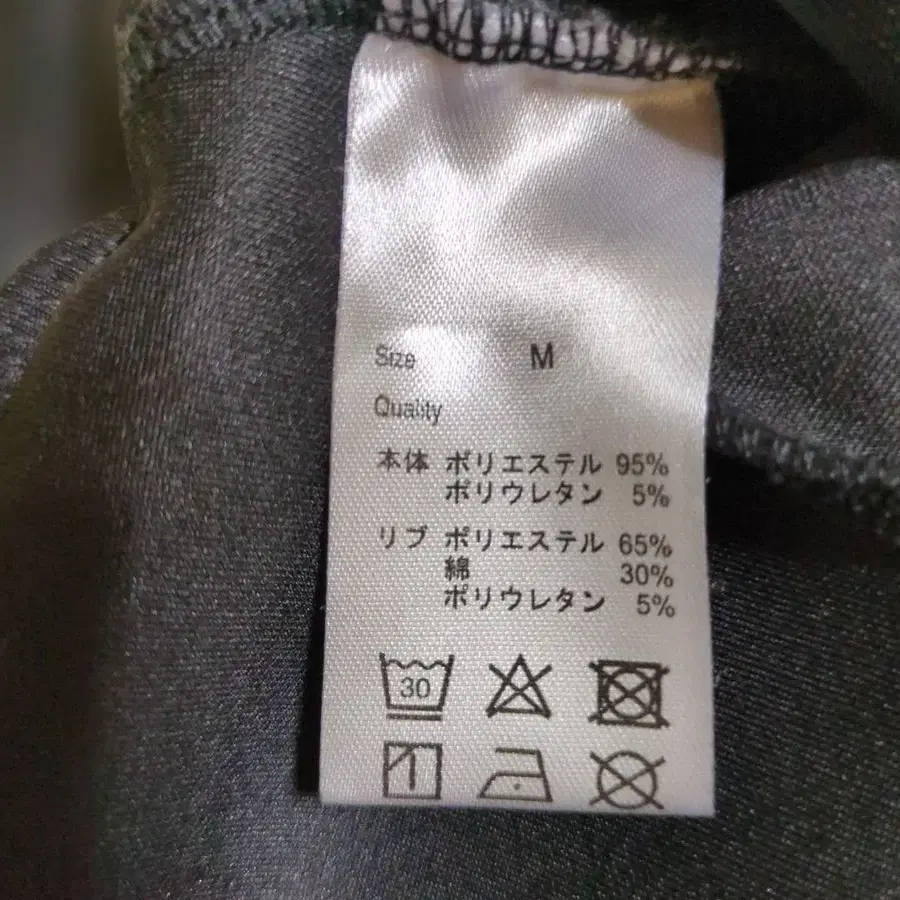 Size M
Quality
本体 ポリエステル 95%
ポリウレタン 5%
リブ ポリエステル 65%
綿 30%
ポリウレタン 5%
30